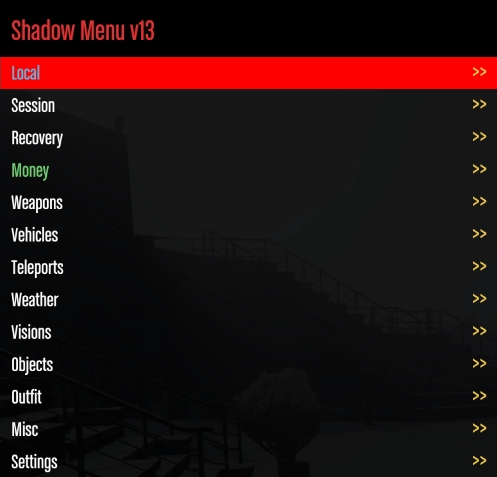 Shadow Menu v13
Local >>
Session >>
Recovery >>
Money >>
Weapons >>
Vehicles >>
Teleports >>
Weather >>
Visions >>
Objects >>
Outfit >>
Misc >>
Settings >>